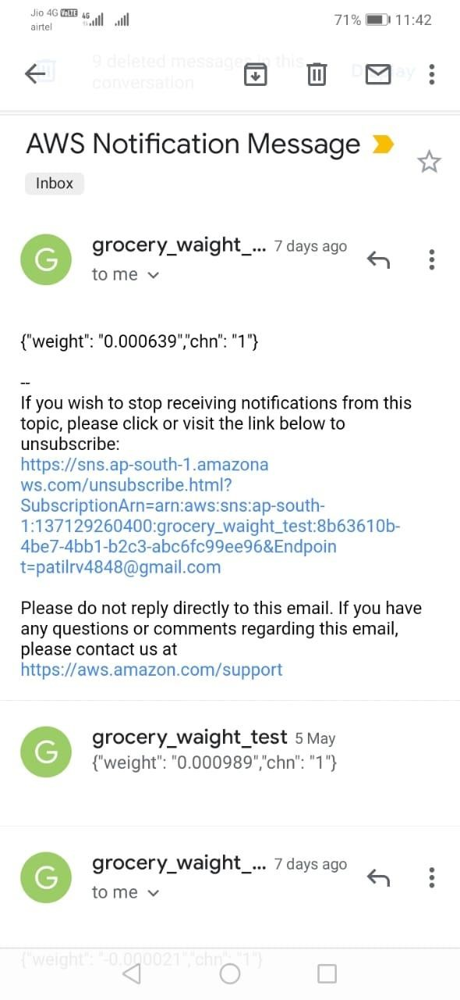 Jio 4G VoLTE 4G 71% 11:42
airtel
9 deleted messages in this
conversation
AWS Notification Message
Inbox
G
grocery_waight_... 7 days ago
to me
{"weight": "0.000639","chn": "1"}
--
If you wish to stop receiving notifications from this
topic, please click or visit the link below to
unsubscribe:
https://sns.ap-south-1.amazona
ws.com/unsubscribe.html?
SubscriptionArn=arn:aws:sns:ap-south-
1:137129260400:grocery_waight_test:8b63610b-
4be7-4bb1-b2c3-abc6fc99ee96&Endpoin
t=patilrv4848@gmail.com
Please do not reply directly to this email. If you have
any questions or comments regarding this email,
please contact us at
https://aws.amazon.com/support
G
grocery_waight_test 5 May
{"weight": "0.000989","chn": "1"}
G
grocery_waight_... 7 days ago
to me
{"weight": "-0.000021","chn": "1"}